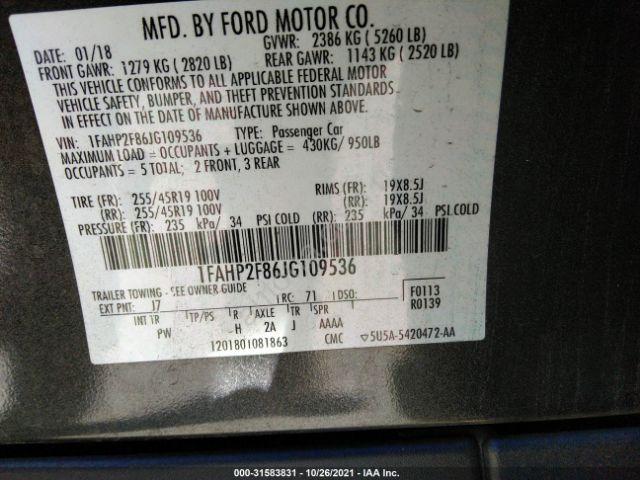 MFD. BY FORD MOTOR CO.
DATE: 01/18 GVWR: 2386 KG ( 5260 LB)
FRONT GAWR: 1279 KG ( 2820 LB) REAR GAWR: 1143 KG ( 2520 LB)
THIS VEHICLE CONFORMS TO ALL APPLICABLE FEDERAL MOTOR
VEHICLE SAFETY, BUMPER, AND THEFT PREVENTION STANDARDS
IN EFFECT ON THE DATE OF MANUFACTURE SHOWN ABOVE.
VIN: 1FAHP2F86JG109536 TYPE: Passenger Car
MAXIMUM LOAD = OCCUPANTS + LUGGAGE = 430KG/ 950LB
OCCUPANTS = 5 TOTAL; 2 FRONT, 3 REAR
TIRE (FR): 255/45R19 100V RIMS (FR): 19X8.5J
(RR): 255/45R19 100V (RR): 19X8.5J
PRESSURE (FR): 235 kPa/ 34 PSI COLD (RR): 235 kPa/ 34 PSI.COLD
1FAHP2F86JG109536
TRAILER TOWING - SEE OWNER GUIDE
EXT PNT: J7 RC: 71 DSO: F0113
INT TR TP/PS R AXLE TR SPR R0139
PW H 2A J AAAA
1201801081863 CMC 5U5A-5420472-AA
000-31583831 - 10/26/2021 - IAA Inc.